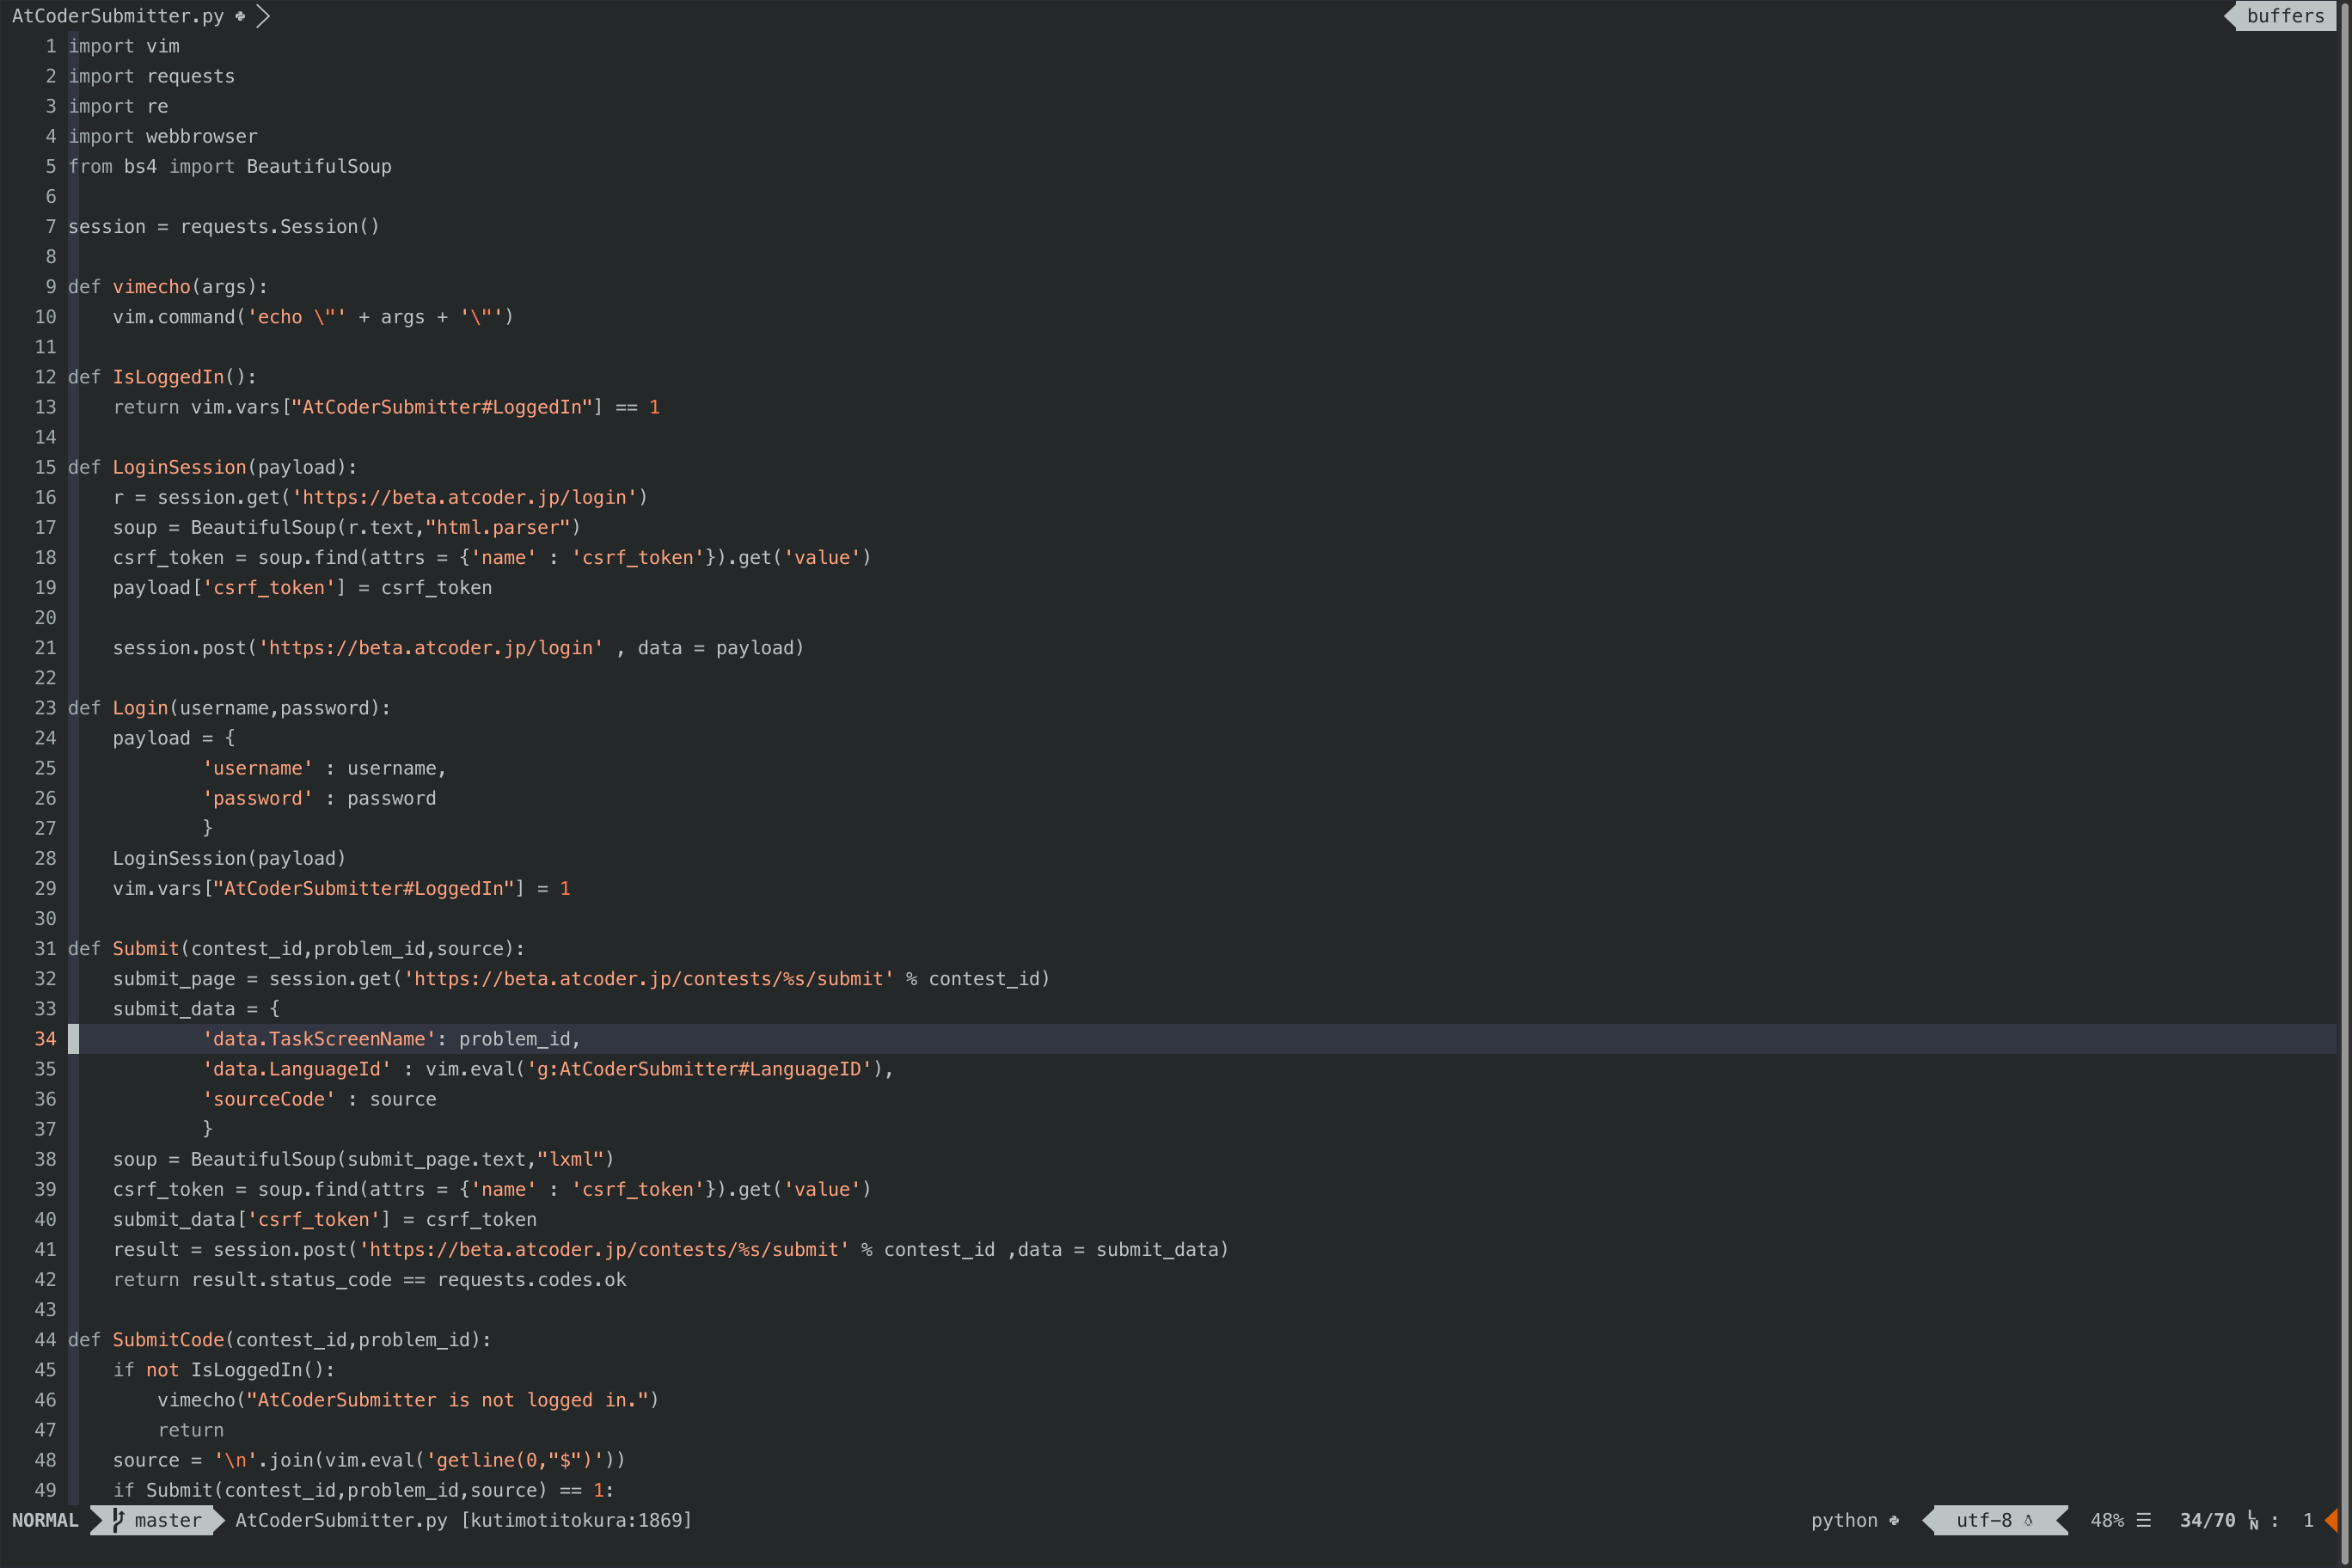 AtCoderSubmitter.py
buffers
1 import vim
2 import requests
3 import re
4 import webbrowser
5 from bs4 import BeautifulSoup
6
7 session = requests.Session()
8
9 def vimecho(args):
10     vim.command('echo \"' + args + '\"')
11
12 def IsLoggedIn():
13     return vim.vars["AtCoderSubmitter#LoggedIn"] == 1
14
15 def LoginSession(payload):
16     r = session.get('https://beta.atcoder.jp/login')
17     soup = BeautifulSoup(r.text,"html.parser")
18     csrf_token = soup.find(attrs = {'name' : 'csrf_token'}).get('value')
19     payload['csrf_token'] = csrf_token
20
21     session.post('https://beta.atcoder.jp/login' , data = payload)
22
23 def Login(username,password):
24     payload = {
25             'username' : username,
26             'password' : password
27             }
28     LoginSession(payload)
29     vim.vars["AtCoderSubmitter#LoggedIn"] = 1
30
31 def Submit(contest_id,problem_id,source):
32     submit_page = session.get('https://beta.atcoder.jp/contests/%s/submit' % contest_id)
33     submit_data = {
34             'data.TaskScreenName': problem_id,
35             'data.LanguageId' : vim.eval('g:AtCoderSubmitter#LanguageID'),
36             'sourceCode' : source
37             }
38     soup = BeautifulSoup(submit_page.text,"lxml")
39     csrf_token = soup.find(attrs = {'name' : 'csrf_token'}).get('value')
40     submit_data['csrf_token'] = csrf_token
41     result = session.post('https://beta.atcoder.jp/contests/%s/submit' % contest_id ,data = submit_data)
42     return result.status_code == requests.codes.ok
43
44 def SubmitCode(contest_id,problem_id):
45     if not IsLoggedIn():
46         vimecho("AtCoderSubmitter is not logged in.")
47         return
48     source = '\n'.join(vim.eval('getline(0,"$")'))
49     if Submit(contest_id,problem_id,source) == 1:
NORMAL master AtCoderSubmitter.py [kutimotitokura:1869] python utf-8 48% ☰ 34/70 LN : 1